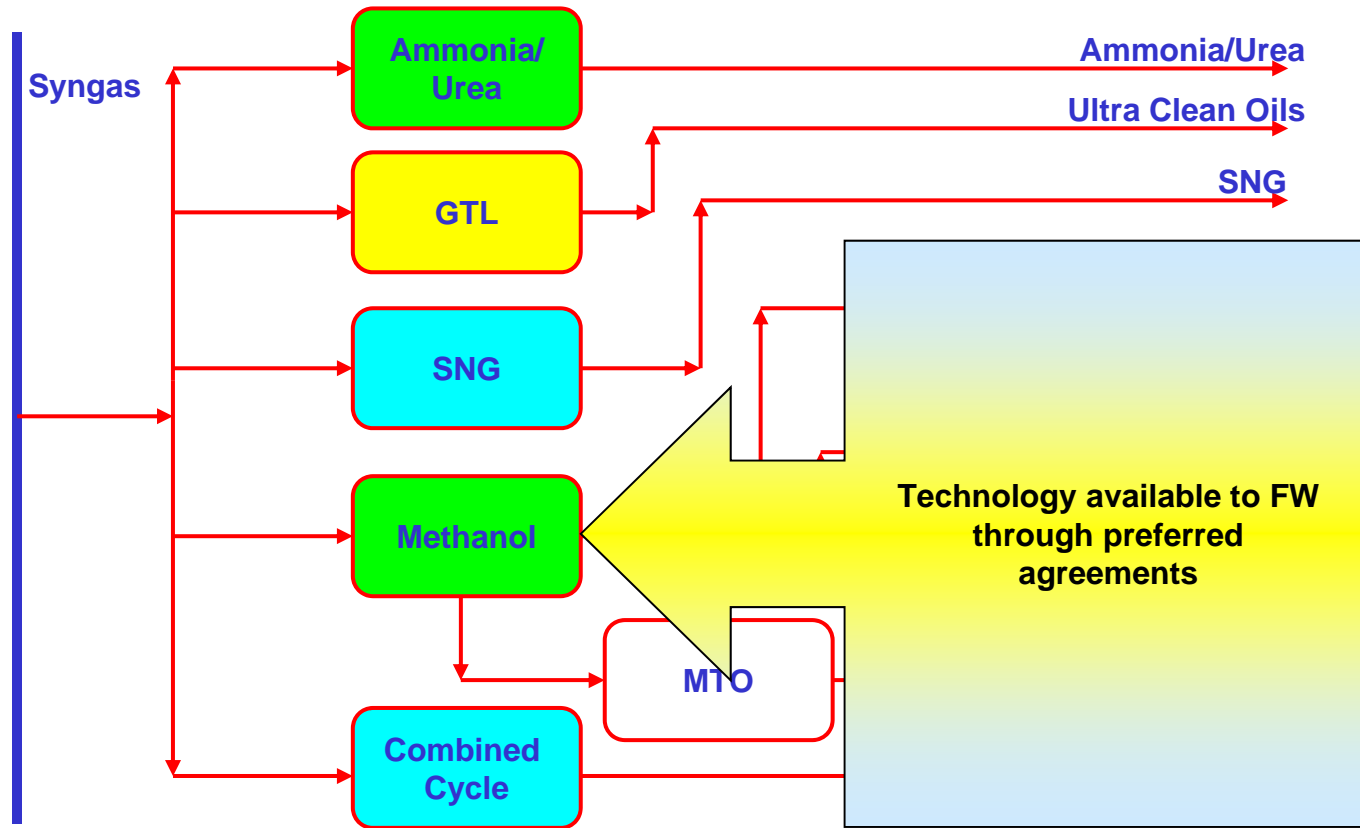 Syngas
Ammonia/
Urea
Ammonia/Urea
Ultra Clean Oils
GTL
SNG
SNG
Methanol
Technology available to FW
through preferred
agreements
MTO
Combined
Cycle